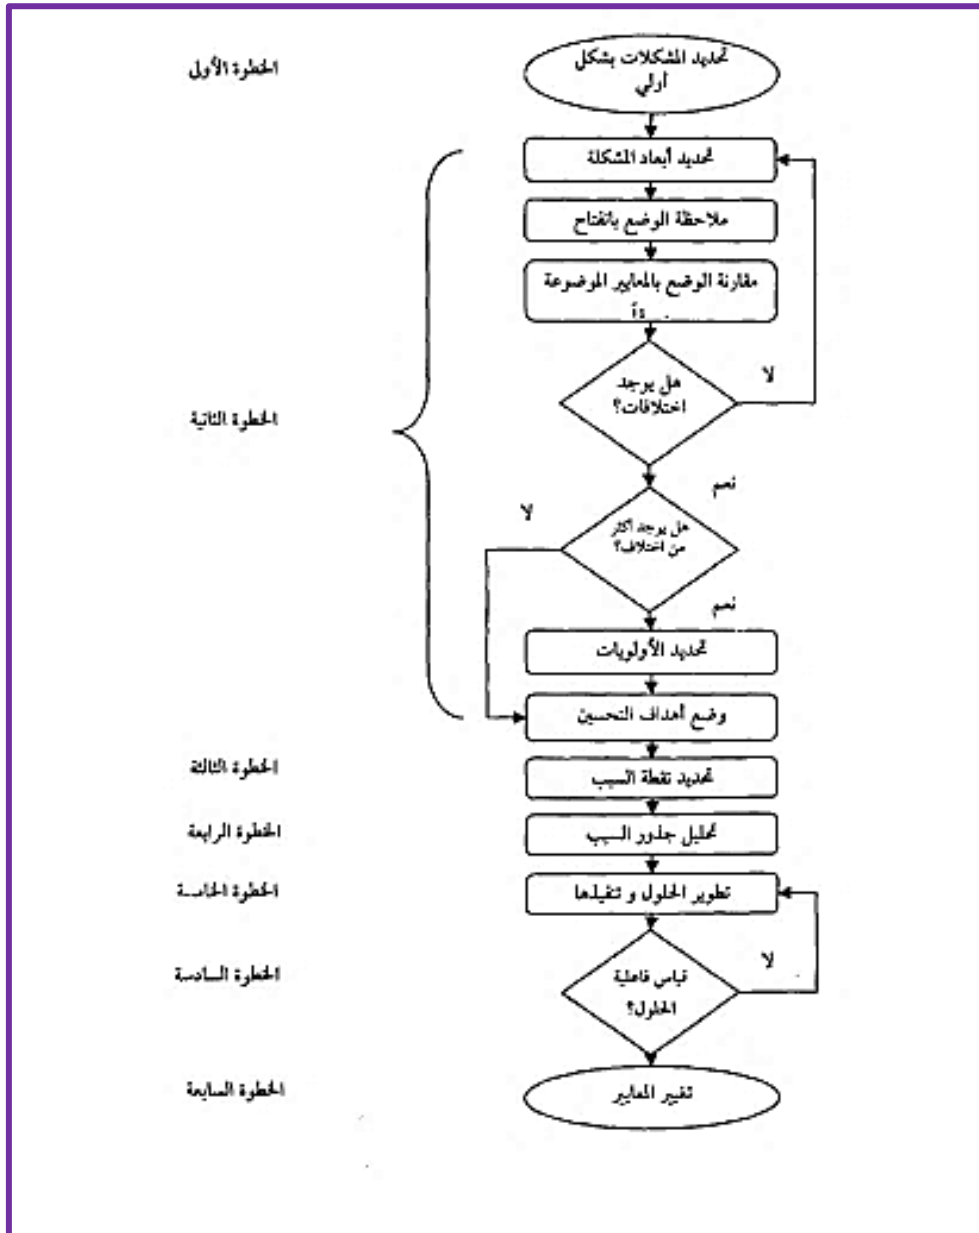 الخطوة الأولى
تحديد المشكلات بشكل
أولي
تحديد أبعاد المشكلة
ملاحظة الوضع بانفتاح
مقارنة الوضع بالمعايير الموضوعة
لا
هل يوجد
اختلافات؟
الخطوة الثانية
نعم
لا
هل يوجد أكثر
من اختلاف؟
نعم
تحديد الأولويات
وضع أهداف التحسين
الخطوة الثالثة
تحديد نقطة السبب
الخطوة الرابعة
تحليل جذور السبب
الخطوة الخامسة
تطوير الحلول و تنفيذها
لا
الخطوة السادسة
قياس فاعلية
الحلول؟
الخطوة السابعة
تغيير المعايير